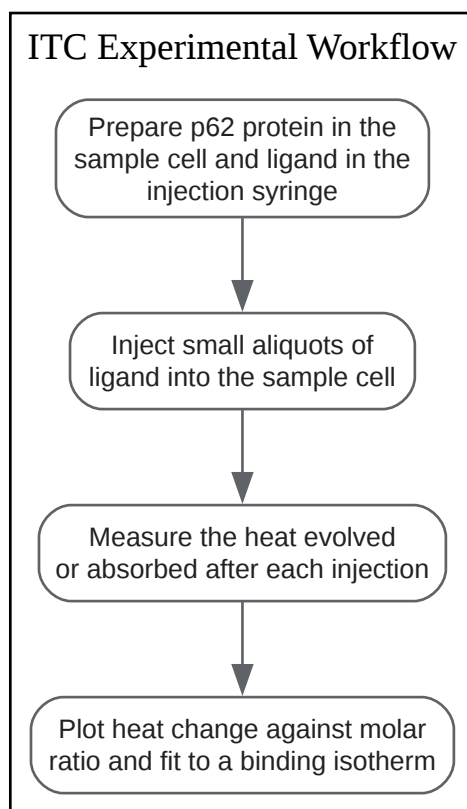 ITC Experimental Workflow
Prepare p62 protein in the
sample cell and ligand in the
injection syringe
Inject small aliquots of
ligand into the sample cell
Measure the heat evolved
or absorbed after each injection
Plot heat change against molar
ratio and fit to a binding isotherm